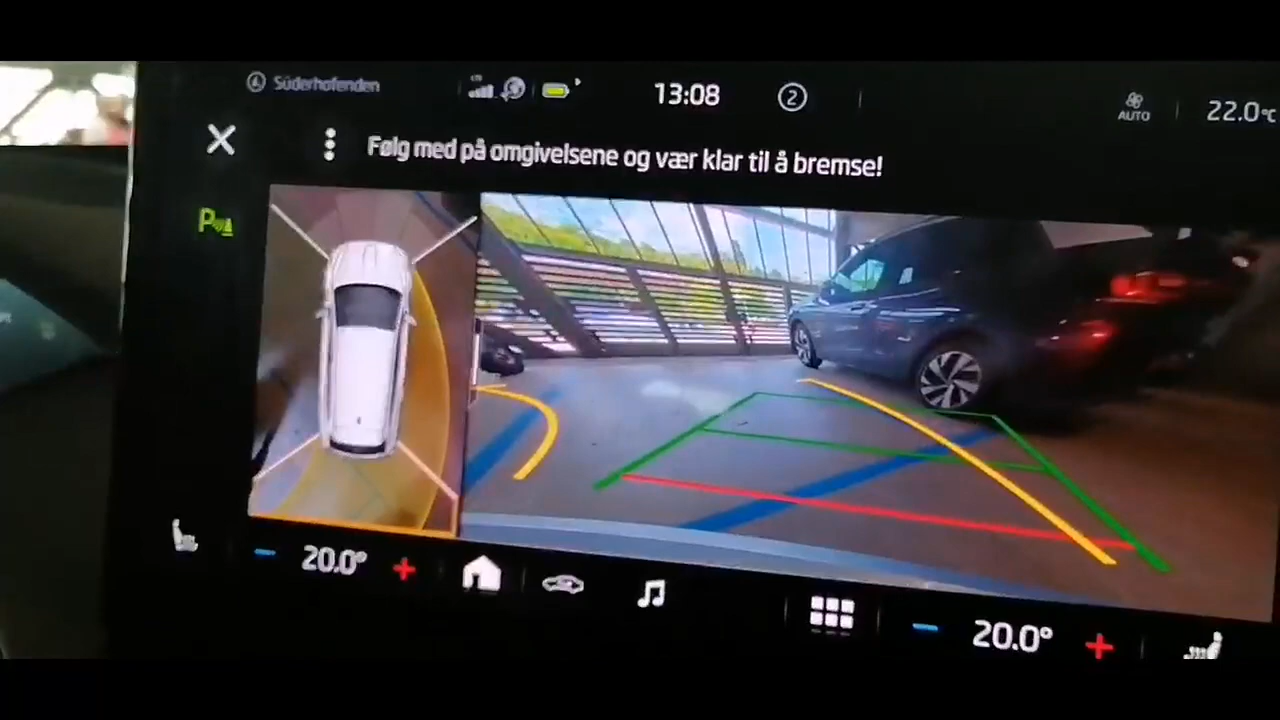 Süderhofenden
LTE
13:08
2
AUTO
22.0°C
Følg med på omgivelsene og vær klar til å bremse!
P
20.0°
20.0°